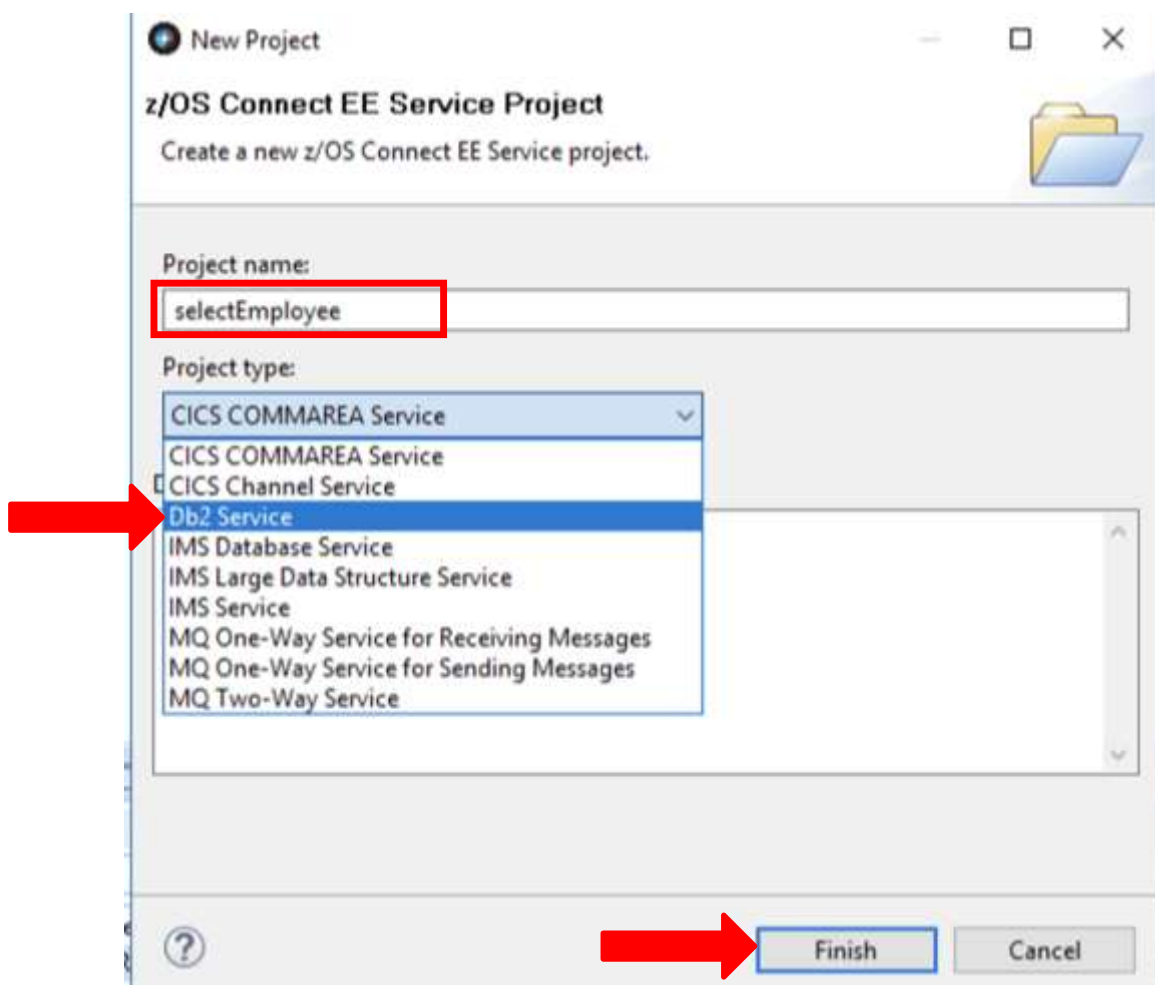 New Project
z/OS Connect EE Service Project
Create a new z/OS Connect EE Service project.
Project name:
selectEmployee
Project type:
CICS COMMAREA Service
CICS COMMAREA Service
CICS Channel Service
Db2 Service
IMS Database Service
IMS Large Data Structure Service
IMS Service
MQ One-Way Service for Receiving Messages
MQ One-Way Service for Sending Messages
MQ Two-Way Service
?
Finish
Cancel